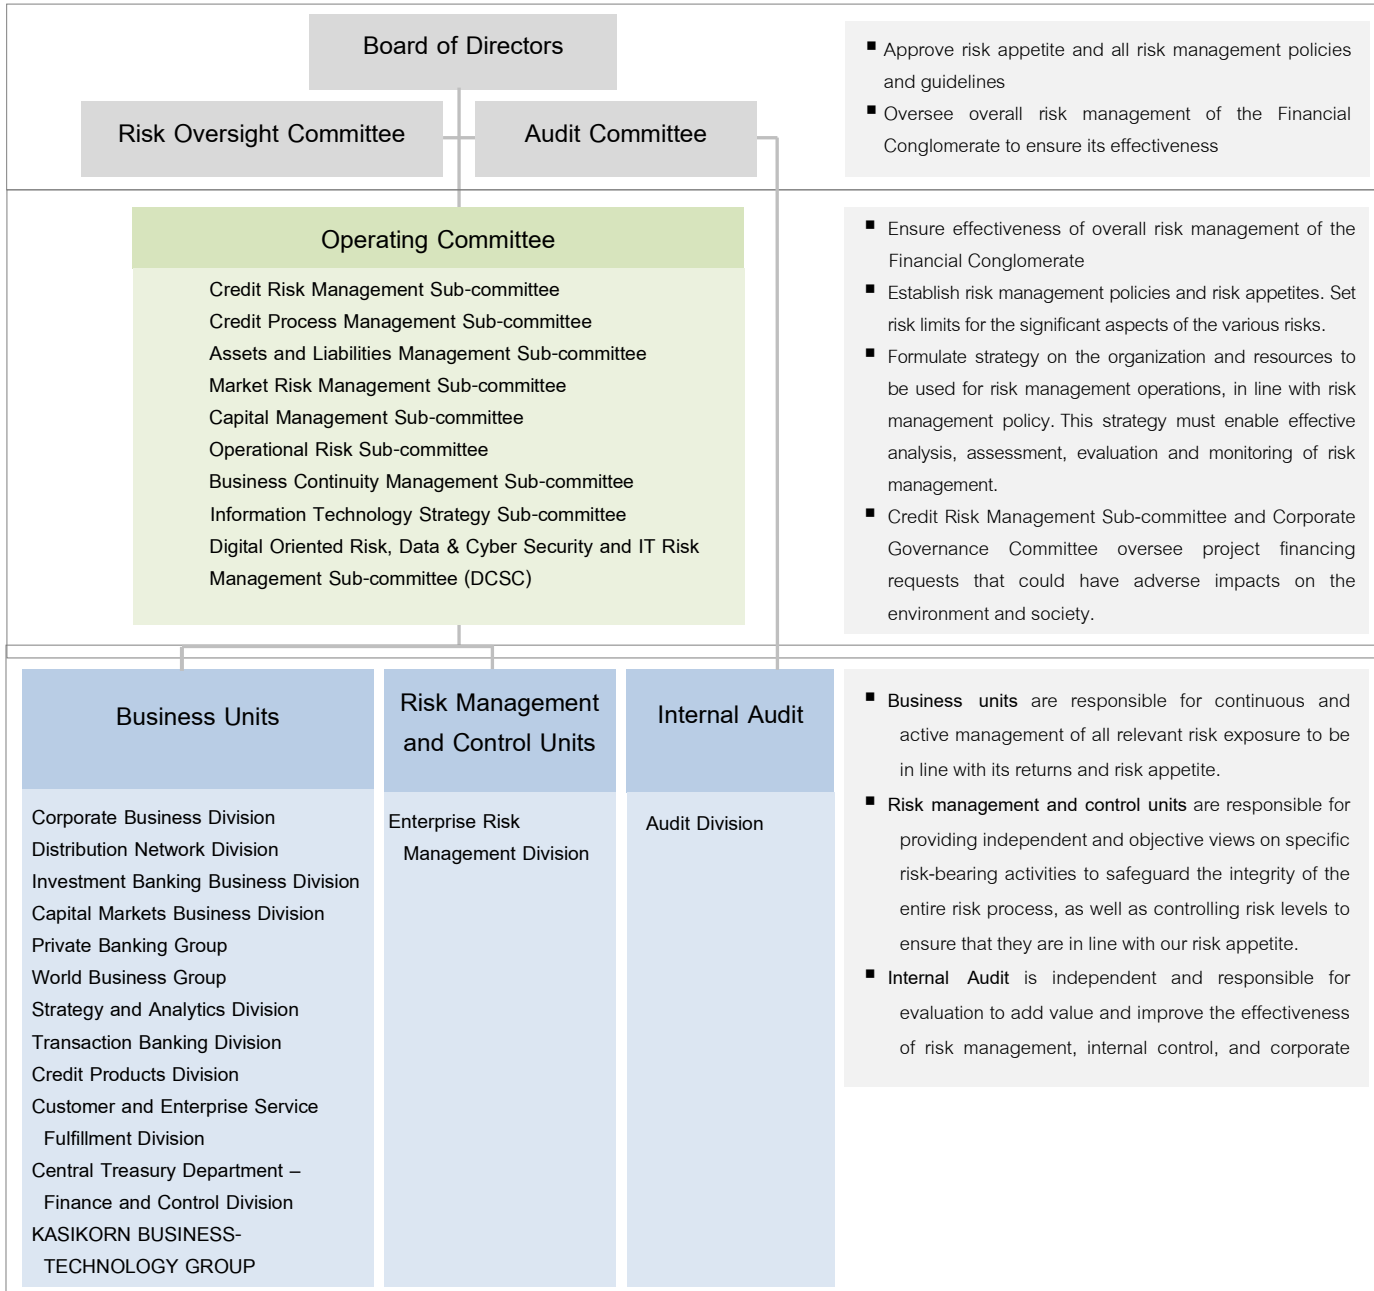 Board of Directors
Risk Oversight Committee
Audit Committee
▪ Approve risk appetite and all risk management policies
and guidelines
▪ Oversee overall risk management of the Financial
Conglomerate to ensure its effectiveness
Operating Committee
Credit Risk Management Sub-committee
Credit Process Management Sub-committee
Assets and Liabilities Management Sub-committee
Market Risk Management Sub-committee
Capital Management Sub-committee
Operational Risk Sub-committee
Business Continuity Management Sub-committee
Information Technology Strategy Sub-committee
Digital Oriented Risk, Data & Cyber Security and IT Risk
Management Sub-committee (DCSC)
▪ Ensure effectiveness of overall risk management of the
Financial Conglomerate
▪ Establish risk management policies and risk appetites. Set
risk limits for the significant aspects of the various risks.
▪ Formulate strategy on the organization and resources to
be used for risk management operations, in line with risk
management policy. This strategy must enable effective
analysis, assessment, evaluation and monitoring of risk
management.
▪ Credit Risk Management Sub-committee and Corporate
Governance Committee oversee project financing
requests that could have adverse impacts on the
environment and society.
Business Units
Corporate Business Division
Distribution Network Division
Investment Banking Business Division
Capital Markets Business Division
Private Banking Group
World Business Group
Strategy and Analytics Division
Transaction Banking Division
Credit Products Division
Customer and Enterprise Service
Fulfillment Division
Central Treasury Department –
Finance and Control Division
KASIKORN BUSINESS-
TECHNOLOGY GROUP
Risk Management
and Control Units
Enterprise Risk
Management Division
Internal Audit
Audit Division
▪ Business units are responsible for continuous and
active management of all relevant risk exposure to be
in line with its returns and risk appetite.
▪ Risk management and control units are responsible for
providing independent and objective views on specific
risk-bearing activities to safeguard the integrity of the
entire risk process, as well as controlling risk levels to
ensure that they are in line with our risk appetite.
▪ Internal Audit is independent and responsible for
evaluation to add value and improve the effectiveness
of risk management, internal control, and corporate